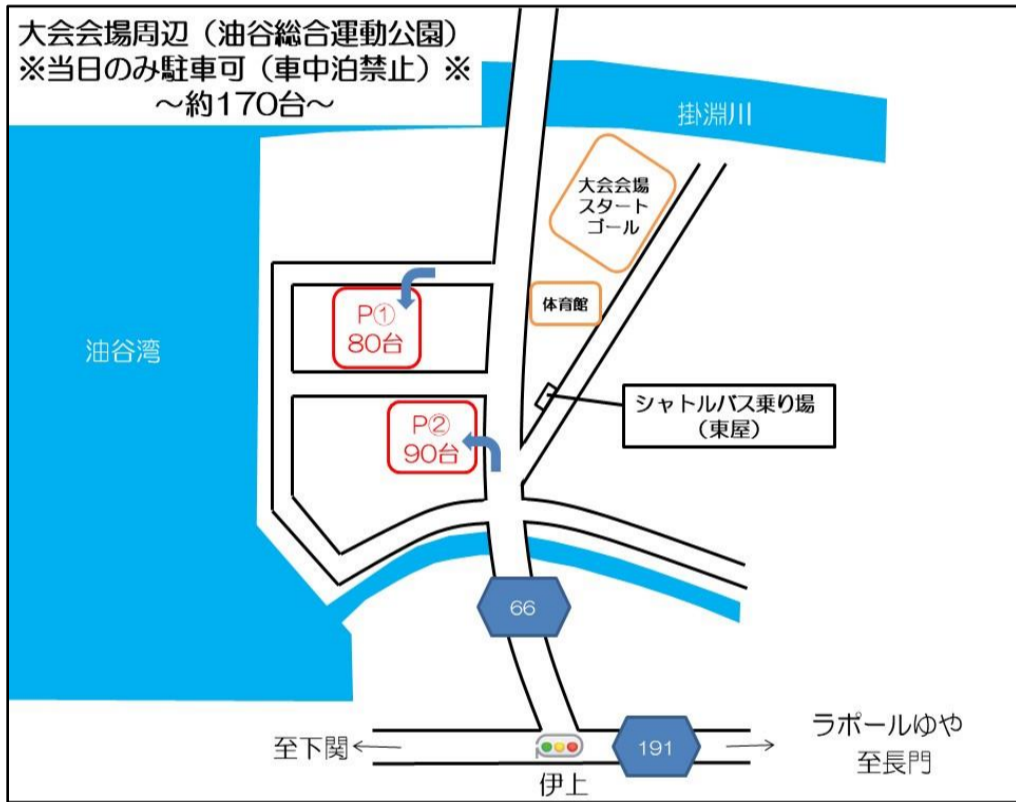 大会会場周辺（油谷総合運動公園）
※当日のみ駐車可（車中泊禁止）※
～約170台～
掛淵川
大会会場
スタート
ゴール
体育館
P①
80台
油谷湾
シャトルバス乗り場
（東屋）
P②
90台
66
191
至下関
伊上
ラポールゆや
至長門